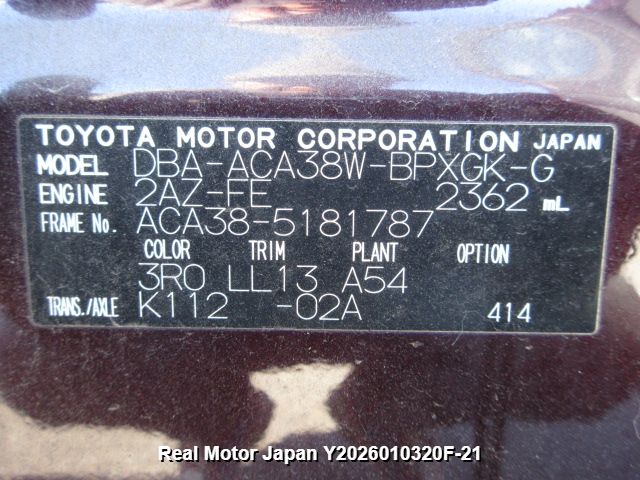 TOYOTA MOTOR CORPORATION JAPAN
MODEL DBA-ACA38W-BPXGK-G
ENGINE 2AZ-FE 2362 mL
FRAME No. ACA38-5181787
COLOR TRIM PLANT OPTION
3R0 LL13 A54
TRANS./AXLE K112 -02A 414
Real Motor Japan Y2026010320F-21